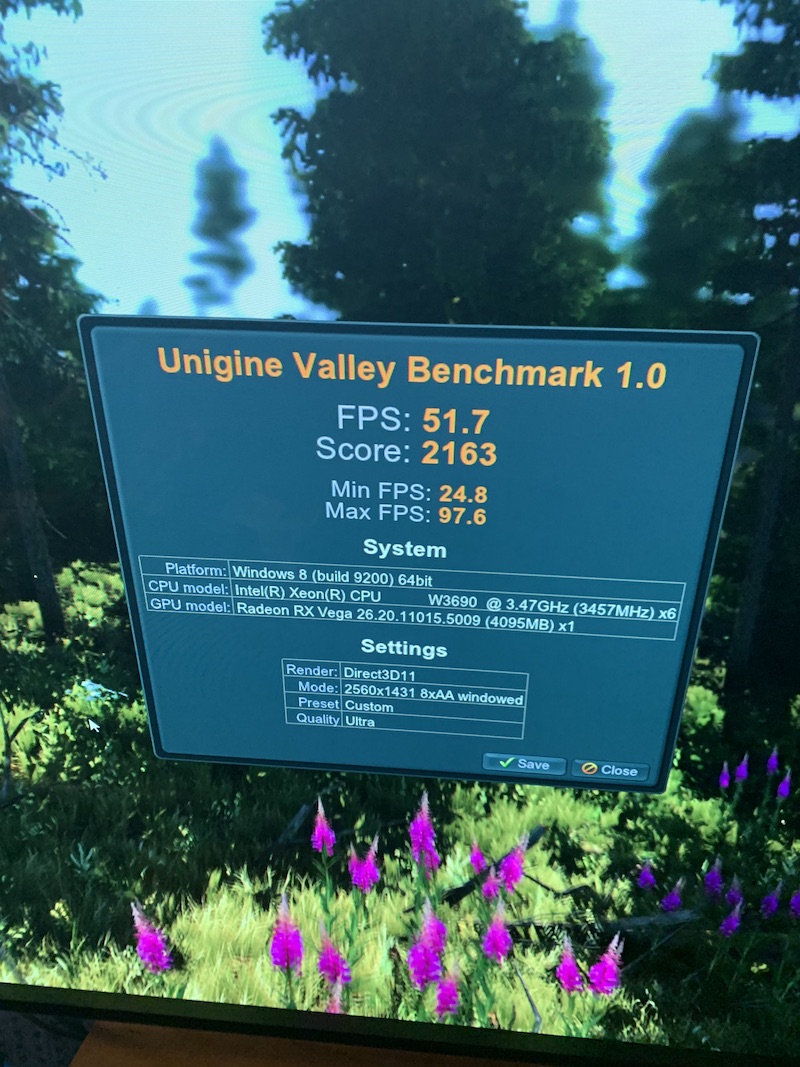 Unigine Valley Benchmark 1.0
FPS: 51.7
Score: 2163
Min FPS: 24.8
Max FPS: 97.6
System
Platform: Windows 8 (build 9200) 64bit
CPU model: Intel(R) Xeon(R) CPU W3690 @ 3.47GHz (3457MHz) x6
GPU model: Radeon RX Vega 26.20.11015.5009 (4095MB) x1
Settings
Render: Direct3D11
Mode: 2560x1431 8xAA windowed
Preset Custom
Quality Ultra
Save Close